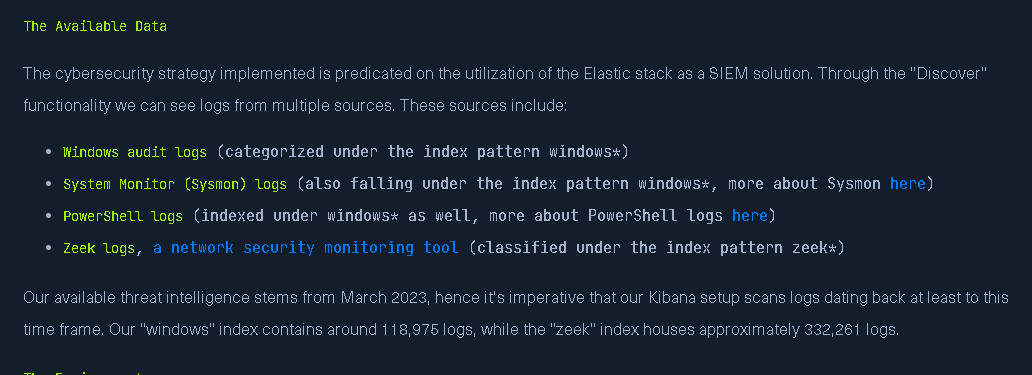 The Available Data
The cybersecurity strategy implemented is predicated on the utilization of the Elastic stack as a SIEM solution. Through the "Discover"
functionality we can see logs from multiple sources. These sources include:
• Windows audit logs (categorized under the index pattern windows*)
• System Monitor (Sysmon) logs (also falling under the index pattern windows*, more about Sysmon here)
• PowerShell logs (indexed under windows* as well, more about PowerShell logs here)
• Zeek logs, a network security monitoring tool (classified under the index pattern zeek*)
Our available threat intelligence stems from March 2023, hence it's imperative that our Kibana setup scans logs dating back at least to this
time frame. Our "windows" index contains around 118,975 logs, while the "zeek" index houses approximately 332,261 logs.